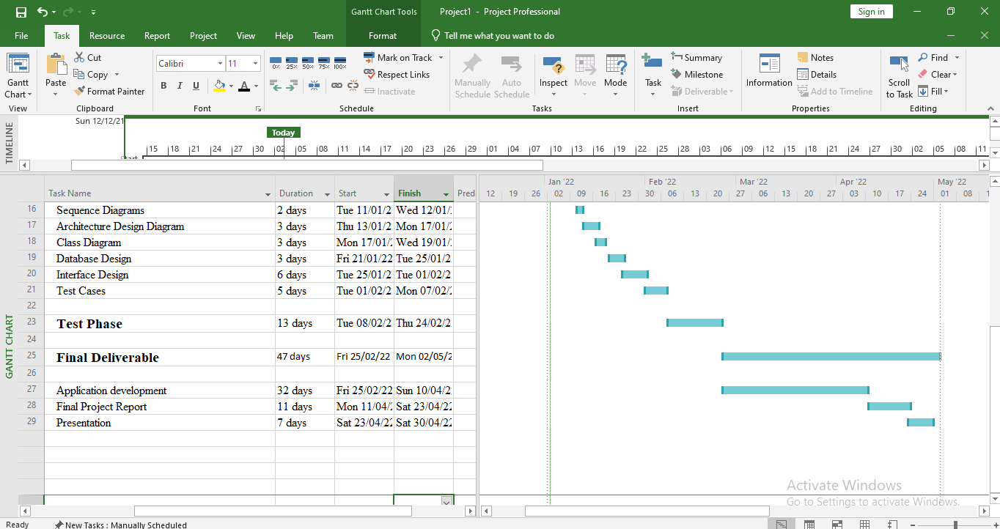 Gantt Chart Tools Project1 - Project Professional Sign in
File Task Resource Report Project View Help Team Format Tell me what you want to do
Gantt Chart
View
Paste
Cut
Copy
Format Painter
Clipboard
Calibri 11
B I U A
Font
0% 25% 50% 75% 100%
Mark on Track
Respect Links
Inactivate
Schedule
Manually Schedule
Auto Schedule
Inspect
Move
Mode
Tasks
Task
Summary
Milestone
Deliverable
Insert
Information
Notes
Details
Add to Timeline
Properties
Scroll to Task
Find
Clear
Fill
Editing
TIMELINE
Sun 12/12/21
Today
15 18 21 24 27 30 02 05 08 11 14 17 20 23 26 29 01 04 07 10 13 16 19 22 25 28 03 06 09 12 15 18 21 24 27 30 02 05 08 11
Start
GANTT CHART
Task Name Duration Start Finish Pred
Jan '22 Feb '22 Mar '22 Apr '22 May '22
12 19 26 02 09 16 23 30 06 13 20 27 06 13 20 27 03 10 17 24 01 08 1
16 Sequence Diagrams 2 days Tue 11/01/2 Wed 12/01/
17 Architecture Design Diagram 3 days Thu 13/01/2 Mon 17/01/
18 Class Diagram 3 days Mon 17/01/ Wed 19/01/
19 Database Design 3 days Fri 21/01/22 Tue 25/01/2
20 Interface Design 6 days Tue 25/01/2 Tue 01/02/2
21 Test Cases 5 days Tue 01/02/2 Mon 07/02/
22
23 Test Phase 13 days Tue 08/02/2 Thu 24/02/2
24
25 Final Deliverable 47 days Fri 25/02/22 Mon 02/05/2
26
27 Application development 32 days Fri 25/02/22 Sun 10/04/2
28 Final Project Report 11 days Mon 11/04/ Sat 23/04/22
29 Presentation 7 days Sat 23/04/22 Sat 30/04/22
Activate Windows
Go to Settings to activate Windows.
Ready New Tasks : Manually Scheduled